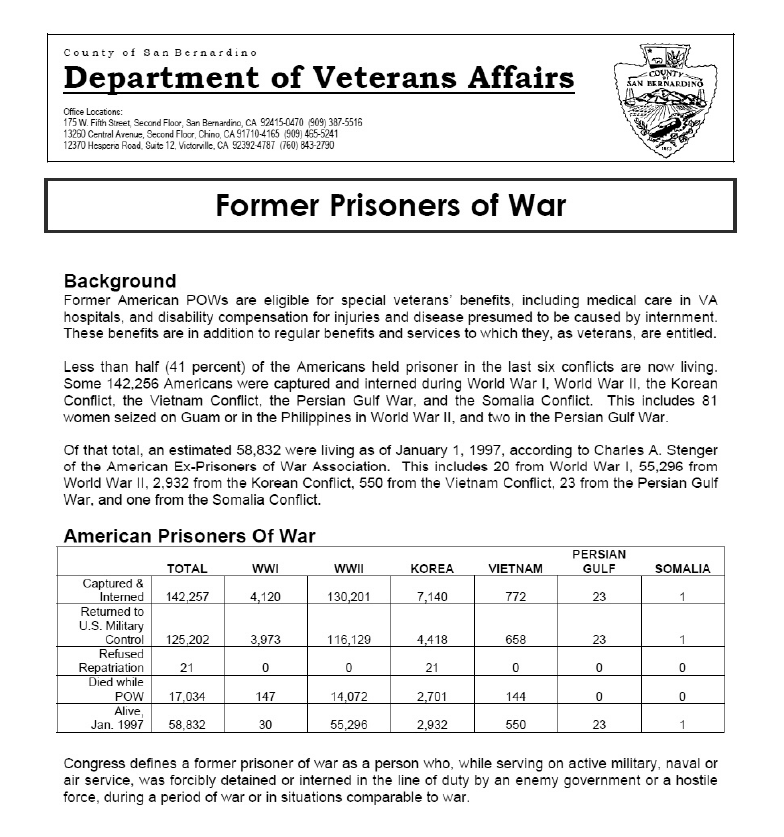 County of San Bernardino
Department of Veterans Affairs
Office Locations:
175 W. Fifth Street, Second Floor, San Bernardino, CA 92415-0470 (909) 387-5516
13260 Central Avenue, Second Floor, Chino, CA 91710-4165 (909) 465-5241
12370 Hesperia Road, Suite 12, Victorville, CA 92392-4787 (760) 843-2790
COUNTY
OF
SAN BERNARDINO
1853
Former Prisoners of War
Background
Former American POWs are eligible for special veterans' benefits, including medical care in VA
hospitals, and disability compensation for injuries and disease presumed to be caused by internment.
These benefits are in addition to regular benefits and services to which they, as veterans, are entitled.
Less than half (41 percent) of the Americans held prisoner in the last six conflicts are now living.
Some 142,256 Americans were captured and interned during World War I, World War II, the Korean
Conflict, the Vietnam Conflict, the Persian Gulf War, and the Somalia Conflict. This includes 81
women seized on Guam or in the Philippines in World War II, and two in the Persian Gulf War.
Of that total, an estimated 58,832 were living as of January 1, 1997, according to Charles A. Stenger
of the American Ex-Prisoners of War Association. This includes 20 from World War I, 55,296 from
World War II, 2,932 from the Korean Conflict, 550 from the Vietnam Conflict, 23 from the Persian Gulf
War, and one from the Somalia Conflict.
American Prisoners Of War
TOTAL WWI WWII KOREA VIETNAM PERSIAN GULF SOMALIA
Captured &
Interned 142,257 4,120 130,201 7,140 772 23 1
Returned to
U.S. Military
Control 125,202 3,973 116,129 4,418 658 23 1
Refused
Repatriation 21 0 0 21 0 0 0
Died while
POW 17,034 147 14,072 2,701 144 0 0
Alive,
Jan. 1997 58,832 30 55,296 2,932 550 23 1
Congress defines a former prisoner of war as a person who, while serving on active military, naval or
air service, was forcibly detained or interned in the line of duty by an enemy government or a hostile
force, during a period of war or in situations comparable to war.